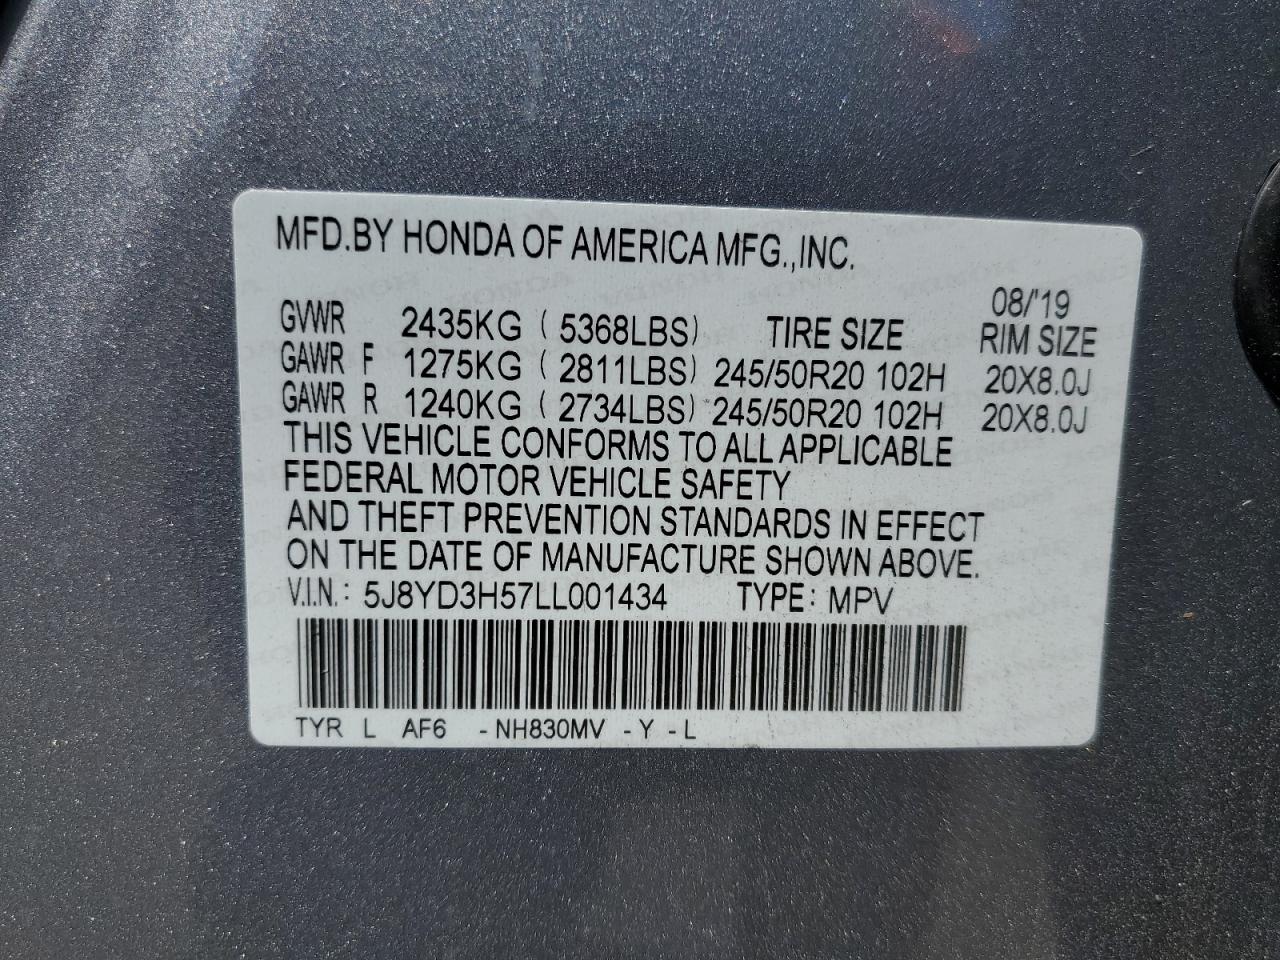 MFD.BY HONDA OF AMERICA MFG.,INC.
08/'19
GVWR 2435KG ( 5368LBS) TIRE SIZE RIM SIZE
GAWR F 1275KG ( 2811LBS) 245/50R20 102H 20X8.0J
GAWR R 1240KG ( 2734LBS) 245/50R20 102H 20X8.0J
THIS VEHICLE CONFORMS TO ALL APPLICABLE
FEDERAL MOTOR VEHICLE SAFETY
AND THEFT PREVENTION STANDARDS IN EFFECT
ON THE DATE OF MANUFACTURE SHOWN ABOVE.
V.I.N.: 5J8YD3H57LL001434 TYPE: MPV
TYR L AF6 -NH830MV -Y -L